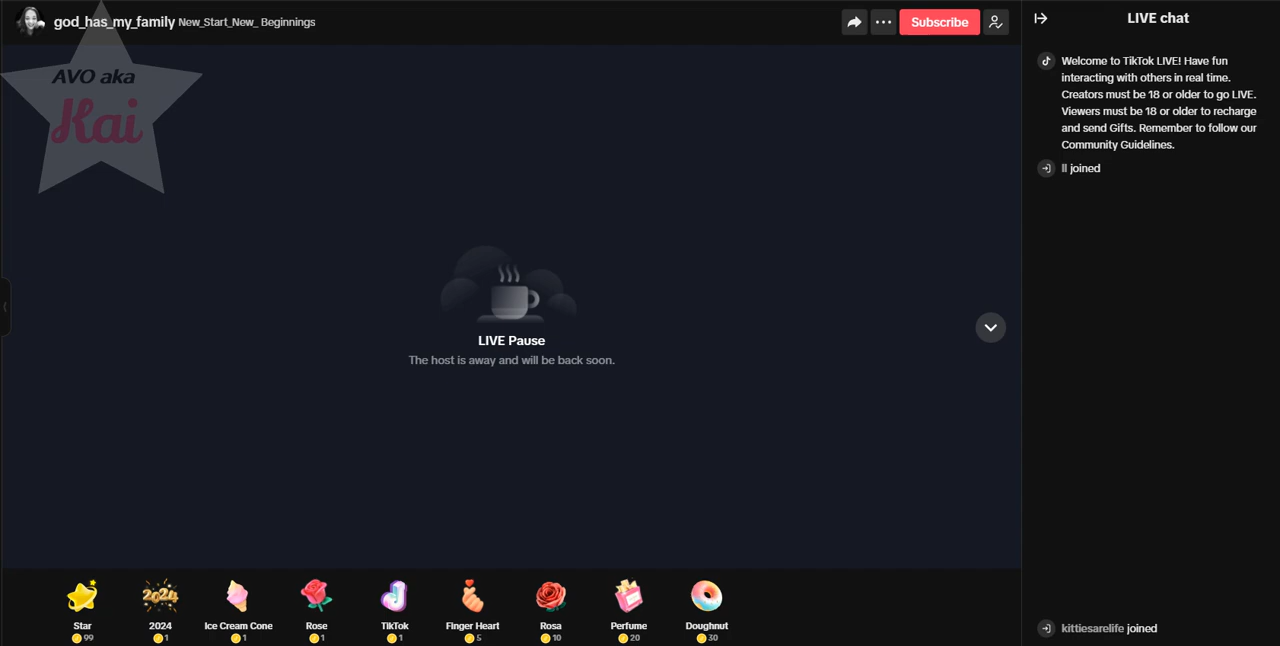 god_has_my_family New_Start_New_ Beginnings
Subscribe
AVO aka
Kai
LIVE Pause
The host is away and will be back soon.
Star
99
2024
2024
1
Ice Cream Cone
1
Rose
1
TikTok
1
Finger Heart
5
Rosa
10
Perfume
20
Doughnut
30
LIVE chat
Welcome to TikTok LIVE! Have fun
interacting with others in real time.
Creators must be 18 or older to go LIVE.
Viewers must be 18 or older to recharge
and send Gifts. Remember to follow our
Community Guidelines.
ll joined
kittiesarelife joined